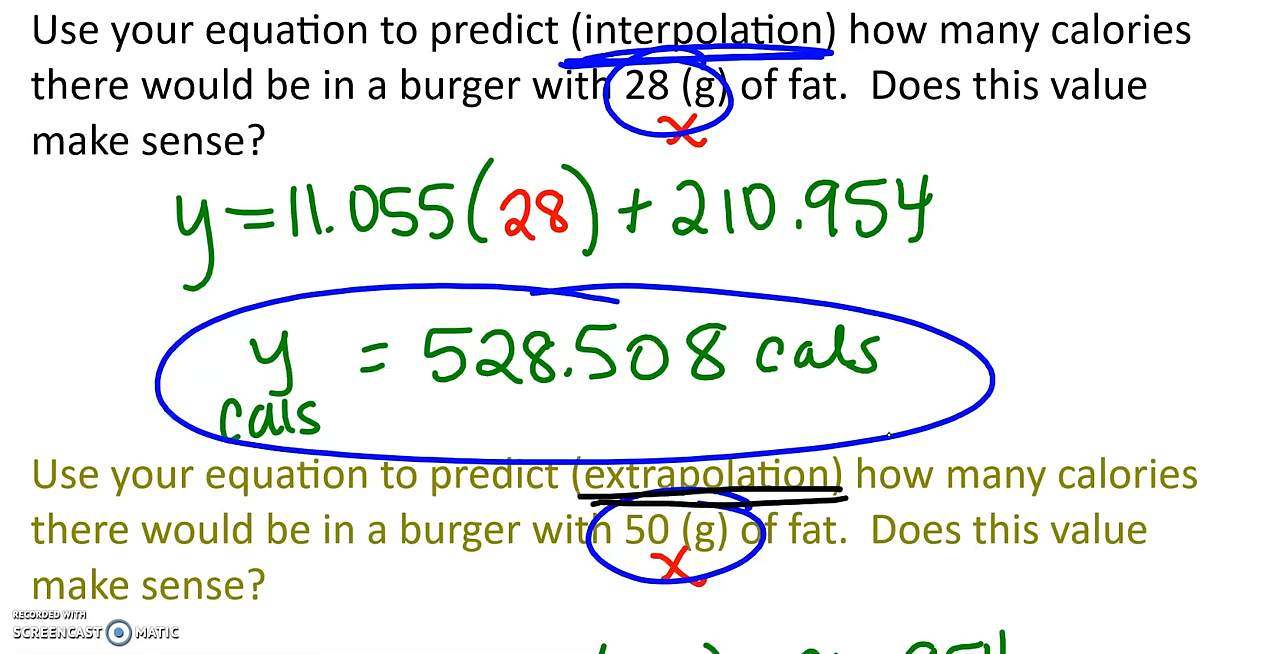 Use your equation to predict (interpolation) how many calories
there would be in a burger with 28 (g) of fat.  Does this value
make sense?
x
y = 11.055(28) + 210.954
y = 528.508 cals
cals
Use your equation to predict (extrapolation) how many calories
there would be in a burger with 50 (g) of fat.  Does this value
make sense?
x
RECORDED WITH
SCREENCAST MATIC